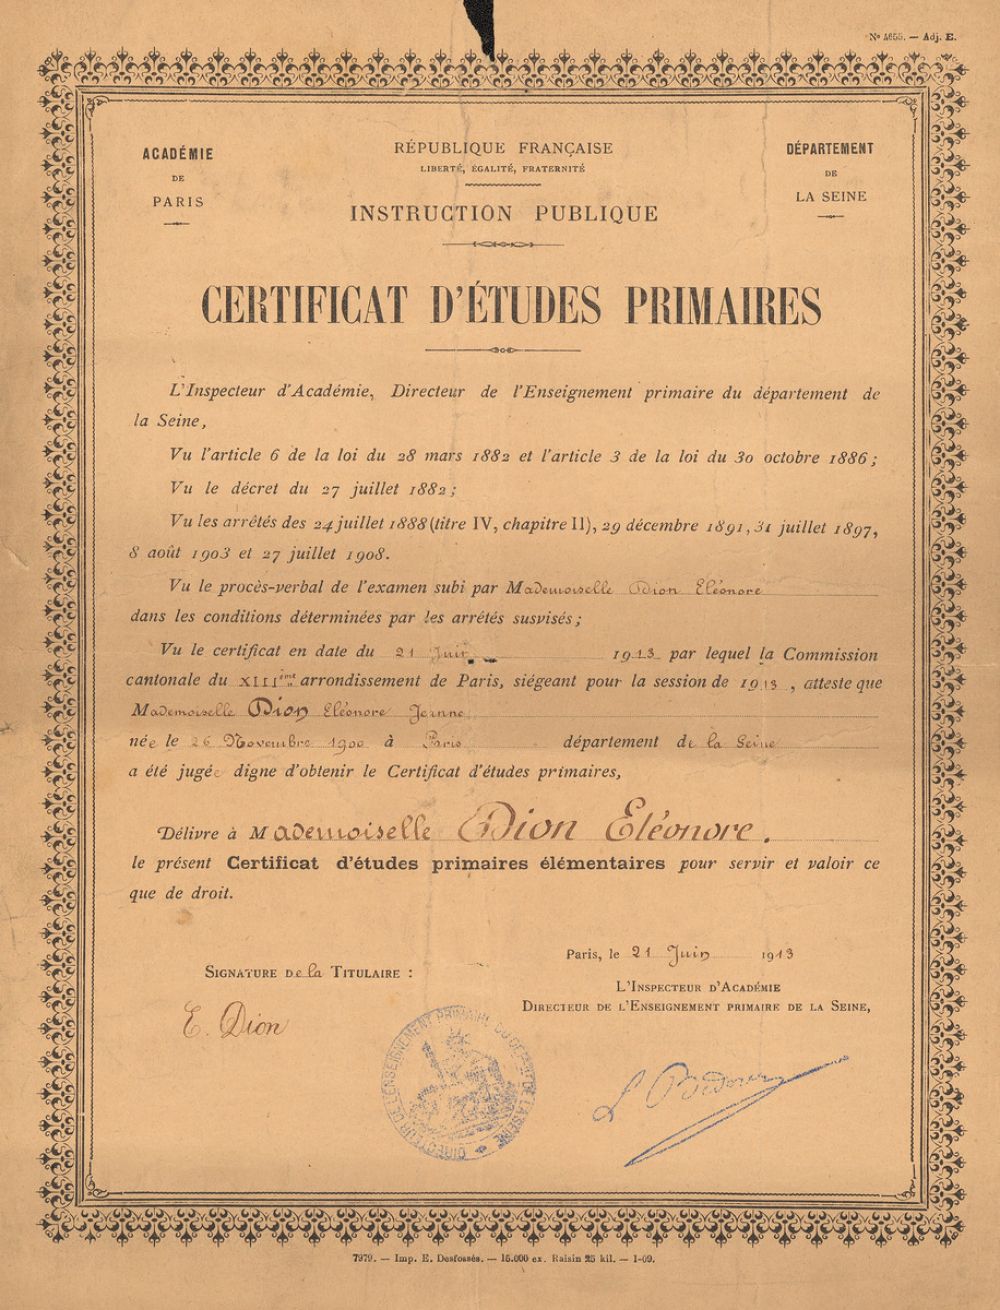 Nº 4655. — Adj. E.
ACADÉMIE
DE
PARIS
RÉPUBLIQUE FRANÇAISE
LIBERTÉ, ÉGALITÉ, FRATERNITÉ
INSTRUCTION PUBLIQUE
DÉPARTEMENT
DE
LA SEINE
CERTIFICAT D'ÉTUDES PRIMAIRES
L'Inspecteur d'Académie, Directeur de l'Enseignement primaire du département de
la Seine,
Vu l'article 6 de la loi du 28 mars 1882 et l'article 3 de la loi du 30 octobre 1886;
Vu le décret du 27 juillet 1882;
Vu les arrêtés des 24 juillet 1888 (titre IV, chapitre II), 29 décembre 1891, 31 juillet 1897,
8 août 1903 et 27 juillet 1908.
Vu le procès-verbal de l'examen subi par Mademoiselle Dion Eléonore
dans les conditions déterminées par les arrêtés susvisés;
Vu le certificat en date du 21 Juin 1913 par lequel la Commission
cantonale du XIIIème arrondissement de Paris, siégeant pour la session de 1913, atteste que
Mademoiselle Dion Eléonore Jeanne
née le 26 Novembre 1900 à Paris département de la Seine
a été jugée digne d'obtenir le Certificat d'études primaires,
Délivre à Mademoiselle Dion Eléonore.
le présent Certificat d'études primaires élémentaires pour servir et valoir ce
que de droit.
Paris, le 21 Juin 1913
SIGNATURE de la TITULAIRE :
L'INSPECTEUR D'ACADÉMIE
DIRECTEUR DE L'ENSEIGNEMENT PRIMAIRE DE LA SEINE,
E. Dion
DIRECTEUR DE L'ENSEIGNEMENT PRIMAIRE DU DÉPART. DE LA SEINE
7979. — Imp. E. Desfossés. — 15.000 ex. Raisin 25 kil. — 1-09.